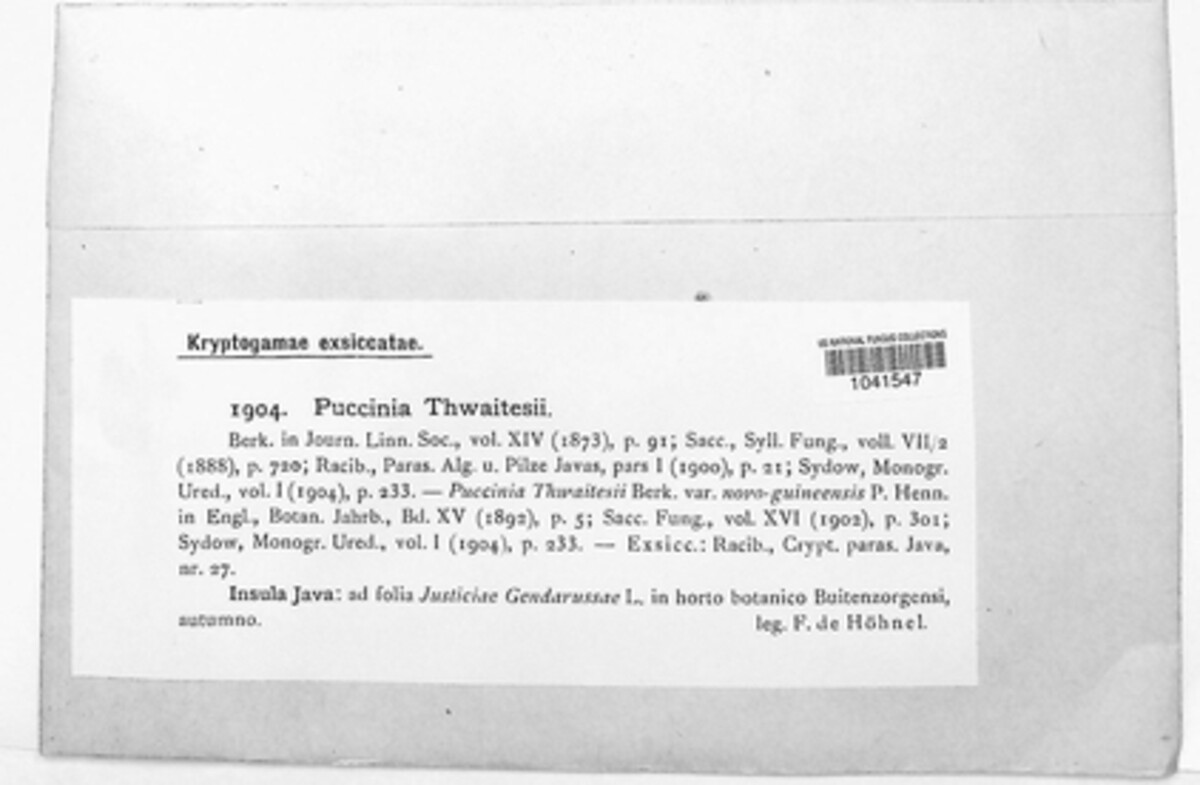 Kryptogamae exsiccatae.
US NATIONAL FUNGUS COLLECTIONS
1041547
1904. Puccinia Thwaitesii.
Berk. in Journ. Linn. Soc., vol. XIV (1873), p. 91; Sacc., Syll. Fung., voll. VII/2
(1888), p. 720; Racib., Paras. Alg. u. Pilze Javas, pars I (1900), p. 21; Sydow, Monogr.
Ured., vol. I (1904), p. 233. — Puccinia Thwaitesii Berk. var. novo-guineensis P. Henn.
in Engl., Botan. Jahrb., Bd. XV (1892), p. 5; Sacc. Fung., vol. XVI (1902), p. 301;
Sydow, Monogr. Ured., vol. I (1904), p. 233. — Exsicc.: Racib., Crypt. paras. Java,
nr. 27.
Insula Java: ad folia Justiciae Gendarussae L. in horto botanico Buitenzorgensi,
autumno. leg. F. de Höhnel.